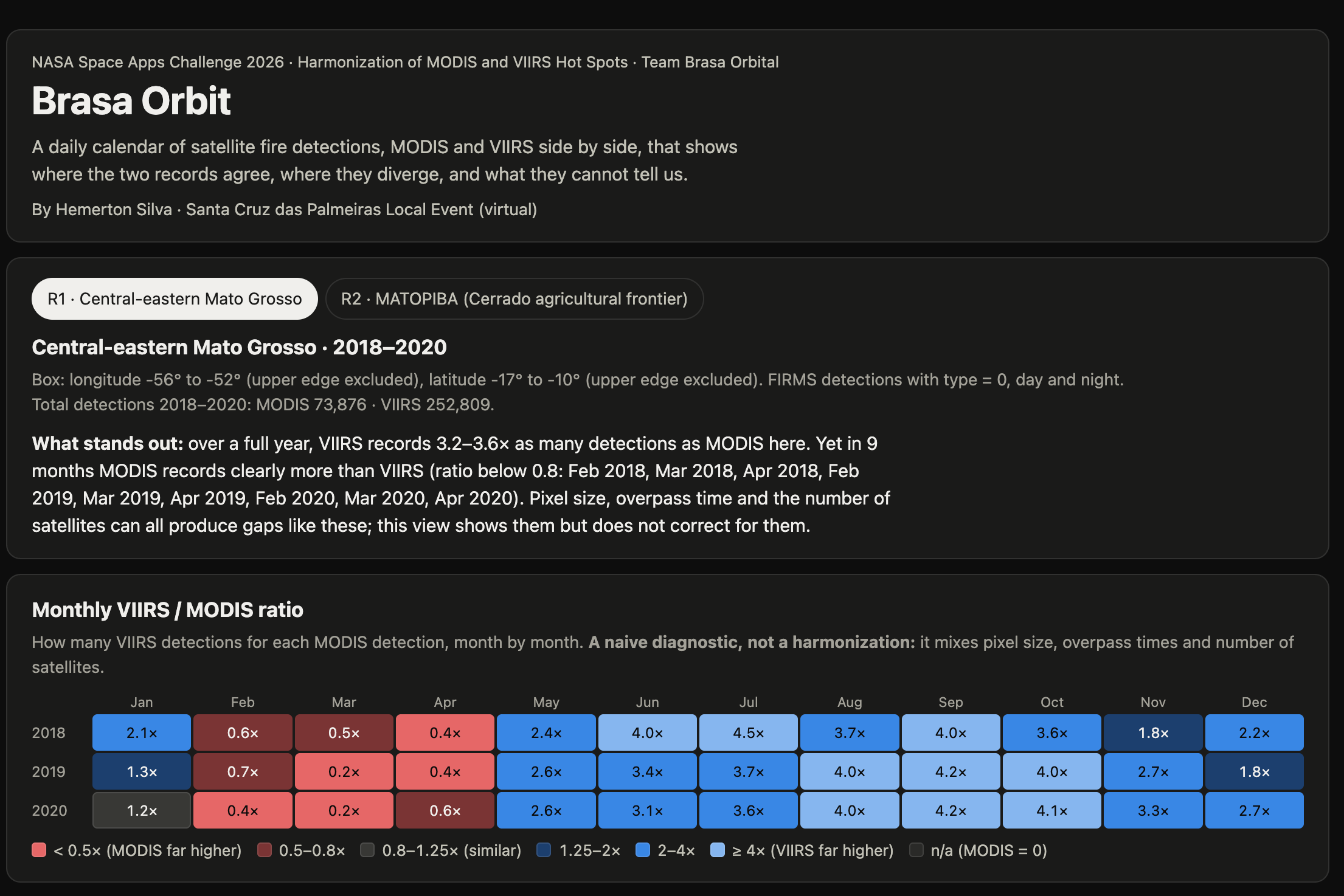 NASA Space Apps Challenge 2026 · Harmonization of MODIS and VIIRS Hot Spots · Team Brasa Orbital
Brasa Orbit
A daily calendar of satellite fire detections, MODIS and VIIRS side by side, that shows
where the two records agree, where they diverge, and what they cannot tell us.
By Hemerton Silva · Santa Cruz das Palmeiras Local Event (virtual)
R1 · Central-eastern Mato Grosso R2 · MATOPIBA (Cerrado agricultural frontier)
Central-eastern Mato Grosso · 2018–2020
Box: longitude -56° to -52° (upper edge excluded), latitude -17° to -10° (upper edge excluded). FIRMS detections with type = 0, day and night.
Total detections 2018–2020: MODIS 73,876 · VIIRS 252,809.
What stands out: over a full year, VIIRS records 3.2–3.6× as many detections as MODIS here. Yet in 9
months MODIS records clearly more than VIIRS (ratio below 0.8: Feb 2018, Mar 2018, Apr 2018, Feb
2019, Mar 2019, Apr 2019, Feb 2020, Mar 2020, Apr 2020). Pixel size, overpass time and the number of
satellites can all produce gaps like these; this view shows them but does not correct for them.
Monthly VIIRS / MODIS ratio
How many VIIRS detections for each MODIS detection, month by month. A naive diagnostic, not a harmonization: it mixes pixel size, overpass times and number of
satellites.
Jan Feb Mar Apr May Jun Jul Aug Sep Oct Nov Dec
2018 2.1× 0.6× 0.5× 0.4× 2.4× 4.0× 4.5× 3.7× 4.0× 3.6× 1.8× 2.2×
2019 1.3× 0.7× 0.2× 0.4× 2.6× 3.4× 3.7× 4.0× 4.2× 4.0× 2.7× 1.8×
2020 1.2× 0.4× 0.2× 0.6× 2.6× 3.1× 3.6× 4.0× 4.2× 4.1× 3.3× 2.7×
< 0.5× (MODIS far higher) 0.5–0.8× 0.8–1.25× (similar) 1.25–2× 2–4× ≥ 4× (VIIRS far higher) n/a (MODIS = 0)